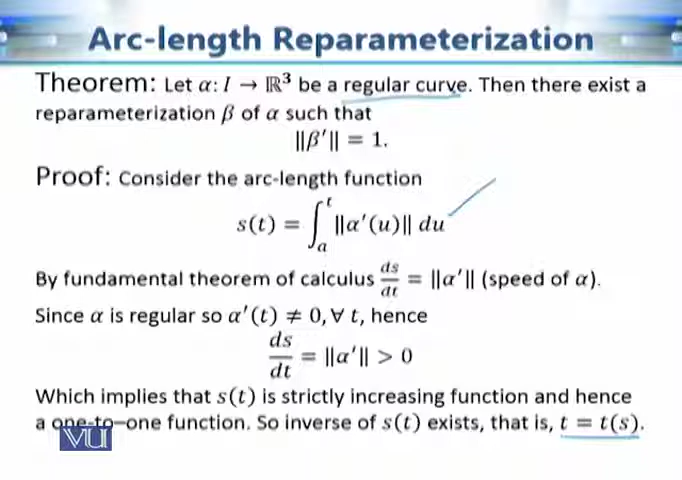 Arc-length Reparameterization
Theorem: Let α: I → ℝ³ be a regular curve. Then there exist a
reparameterization β of α such that
||β′|| = 1.
Proof: Consider the arc-length function
s(t) = ∫ₐᵗ ||α′(u)|| du
By fundamental theorem of calculus ds/dt = ||α′|| (speed of α).
Since α is regular so α′(t) ≠ 0, ∀ t, hence
ds/dt = ||α′|| > 0
Which implies that s(t) is strictly increasing function and hence
a one-to-one function. So inverse of s(t) exists, that is, t = t(s).
VU